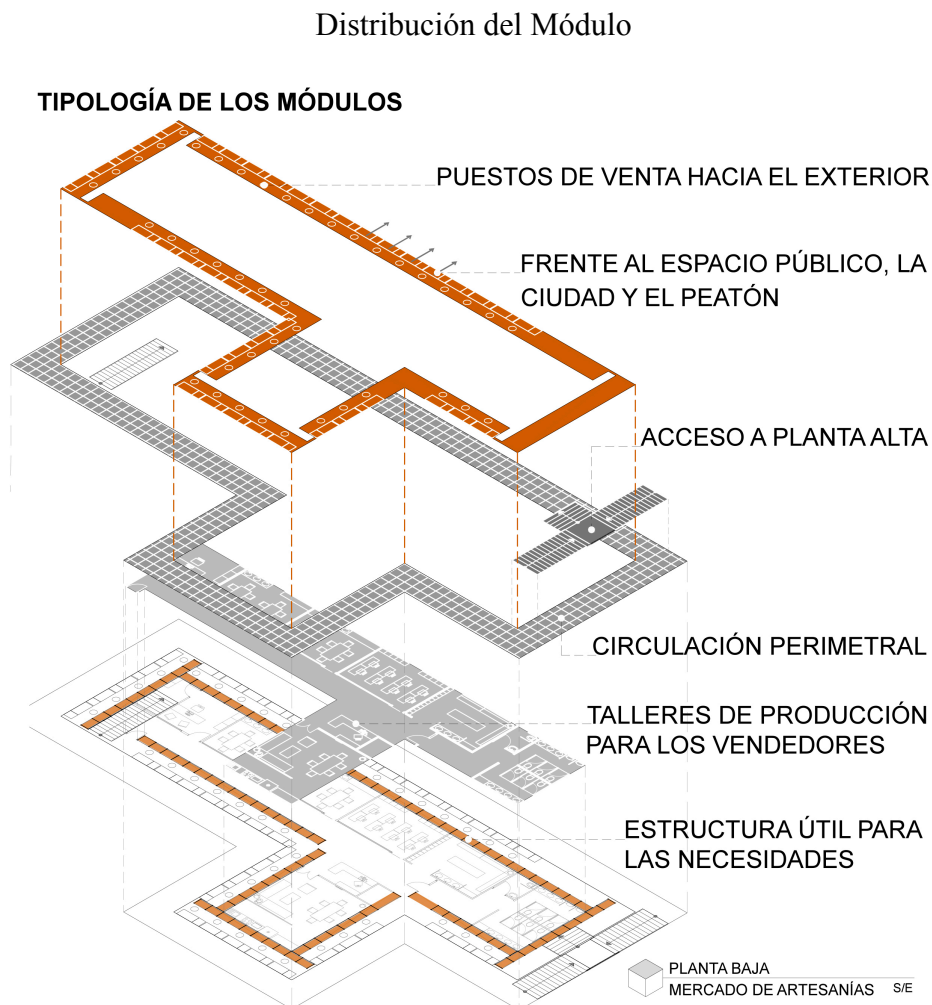 Distribución del Módulo
TIPOLOGÍA DE LOS MÓDULOS
PUESTOS DE VENTA HACIA EL EXTERIOR
FRENTE AL ESPACIO PÚBLICO, LA
CIUDAD Y EL PEATÓN
ACCESO A PLANTA ALTA
CIRCULACIÓN PERIMETRAL
TALLERES DE PRODUCCIÓN
PARA LOS VENDEDORES
ESTRUCTURA ÚTIL PARA
LAS NECESIDADES
PLANTA BAJA
MERCADO DE ARTESANÍAS S/E